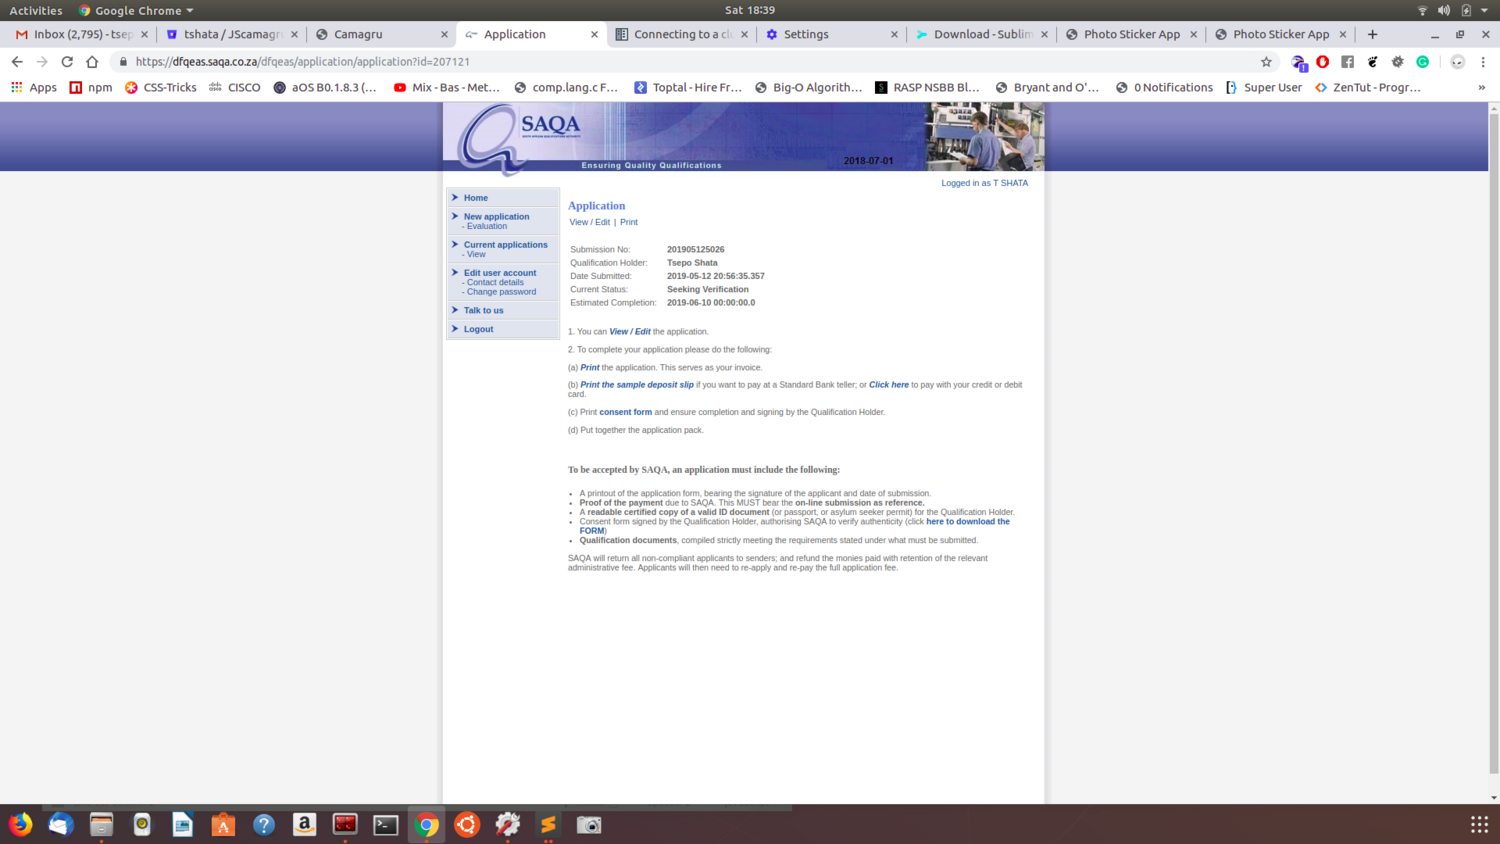 Activities
Google Chrome
Sat 18:39
Inbox (2,795) - tsep
tshata / JScamagru
Camagru
Application
Connecting to a clu
Settings
Download - Sublim
Photo Sticker App
Photo Sticker App
https://dfqeas.saqa.co.za/dfqeas/application/application?id=207121
Apps
npm
CSS-Tricks
CISCO
aOS B0.1.8.3 (…
Mix - Bas - Met…
comp.lang.c F…
Toptal - Hire Fr…
Big-O Algorith…
RASP NSBB Bl…
Bryant and O'…
0 Notifications
Super User
ZenTut - Progr…
»
SAQA
SOUTH AFRICAN QUALIFICATIONS AUTHORITY
Ensuring Quality Qualifications
2018-07-01
Logged in as T SHATA
Home
New application
- Evaluation
Current applications
- View
Edit user account
- Contact details
- Change password
Talk to us
Logout
Application
View / Edit | Print
Submission No: 201905125026
Qualification Holder: Tsepo Shata
Date Submitted: 2019-05-12 20:56:35.357
Current Status: Seeking Verification
Estimated Completion: 2019-06-10 00:00:00.0
1. You can View / Edit the application.
2. To complete your application please do the following:
(a) Print the application. This serves as your invoice.
(b) Print the sample deposit slip if you want to pay at a Standard Bank teller; or Click here to pay with your credit or debit
card.
(c) Print consent form and ensure completion and signing by the Qualification Holder.
(d) Put together the application pack.
To be accepted by SAQA, an application must include the following:
• A printout of the application form, bearing the signature of the applicant and date of submission.
• Proof of the payment due to SAQA. This MUST bear the on-line submission as reference.
• A readable certified copy of a valid ID document (or passport, or asylum seeker permit) for the Qualification Holder.
• Consent form signed by the Qualification Holder, authorising SAQA to verify authenticity (click here to download the
FORM)
• Qualification documents, compiled strictly meeting the requirements stated under what must be submitted.
SAQA will return all non-compliant applicants to senders; and refund the monies paid with retention of the relevant
administrative fee. Applicants will then need to re-apply and re-pay the full application fee.